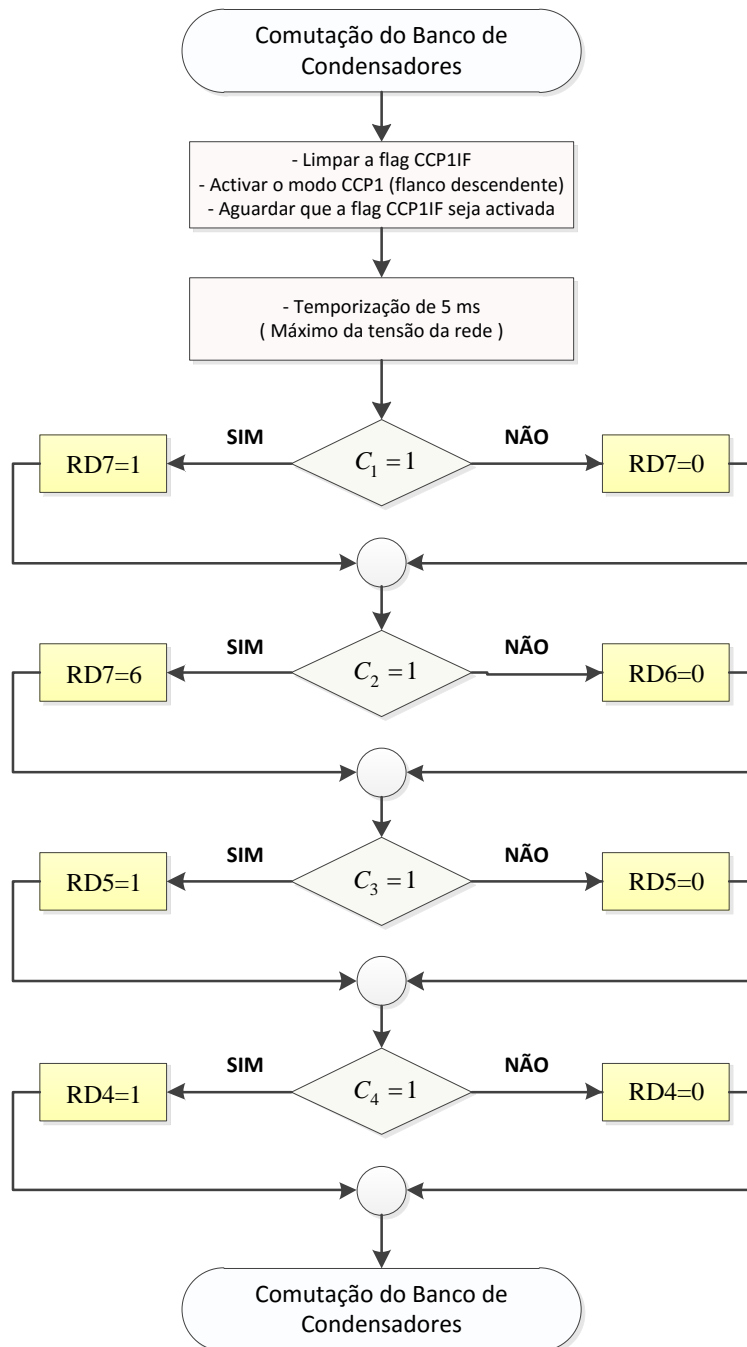 Comutação do Banco de
Condensadores
- Limpar a flag CCP1IF
- Activar o modo CCP1 (flanco descendente)
- Aguardar que a flag CCP1IF seja activada
- Temporização de 5 ms
( Máximo da tensão da rede )
SIM
NÃO
RD7=1
C₁ = 1
RD7=0
SIM
NÃO
RD7=6
C₂ = 1
RD6=0
SIM
NÃO
RD5=1
C₃ = 1
RD5=0
SIM
NÃO
RD4=1
C₄ = 1
RD4=0
Comutação do Banco de
Condensadores